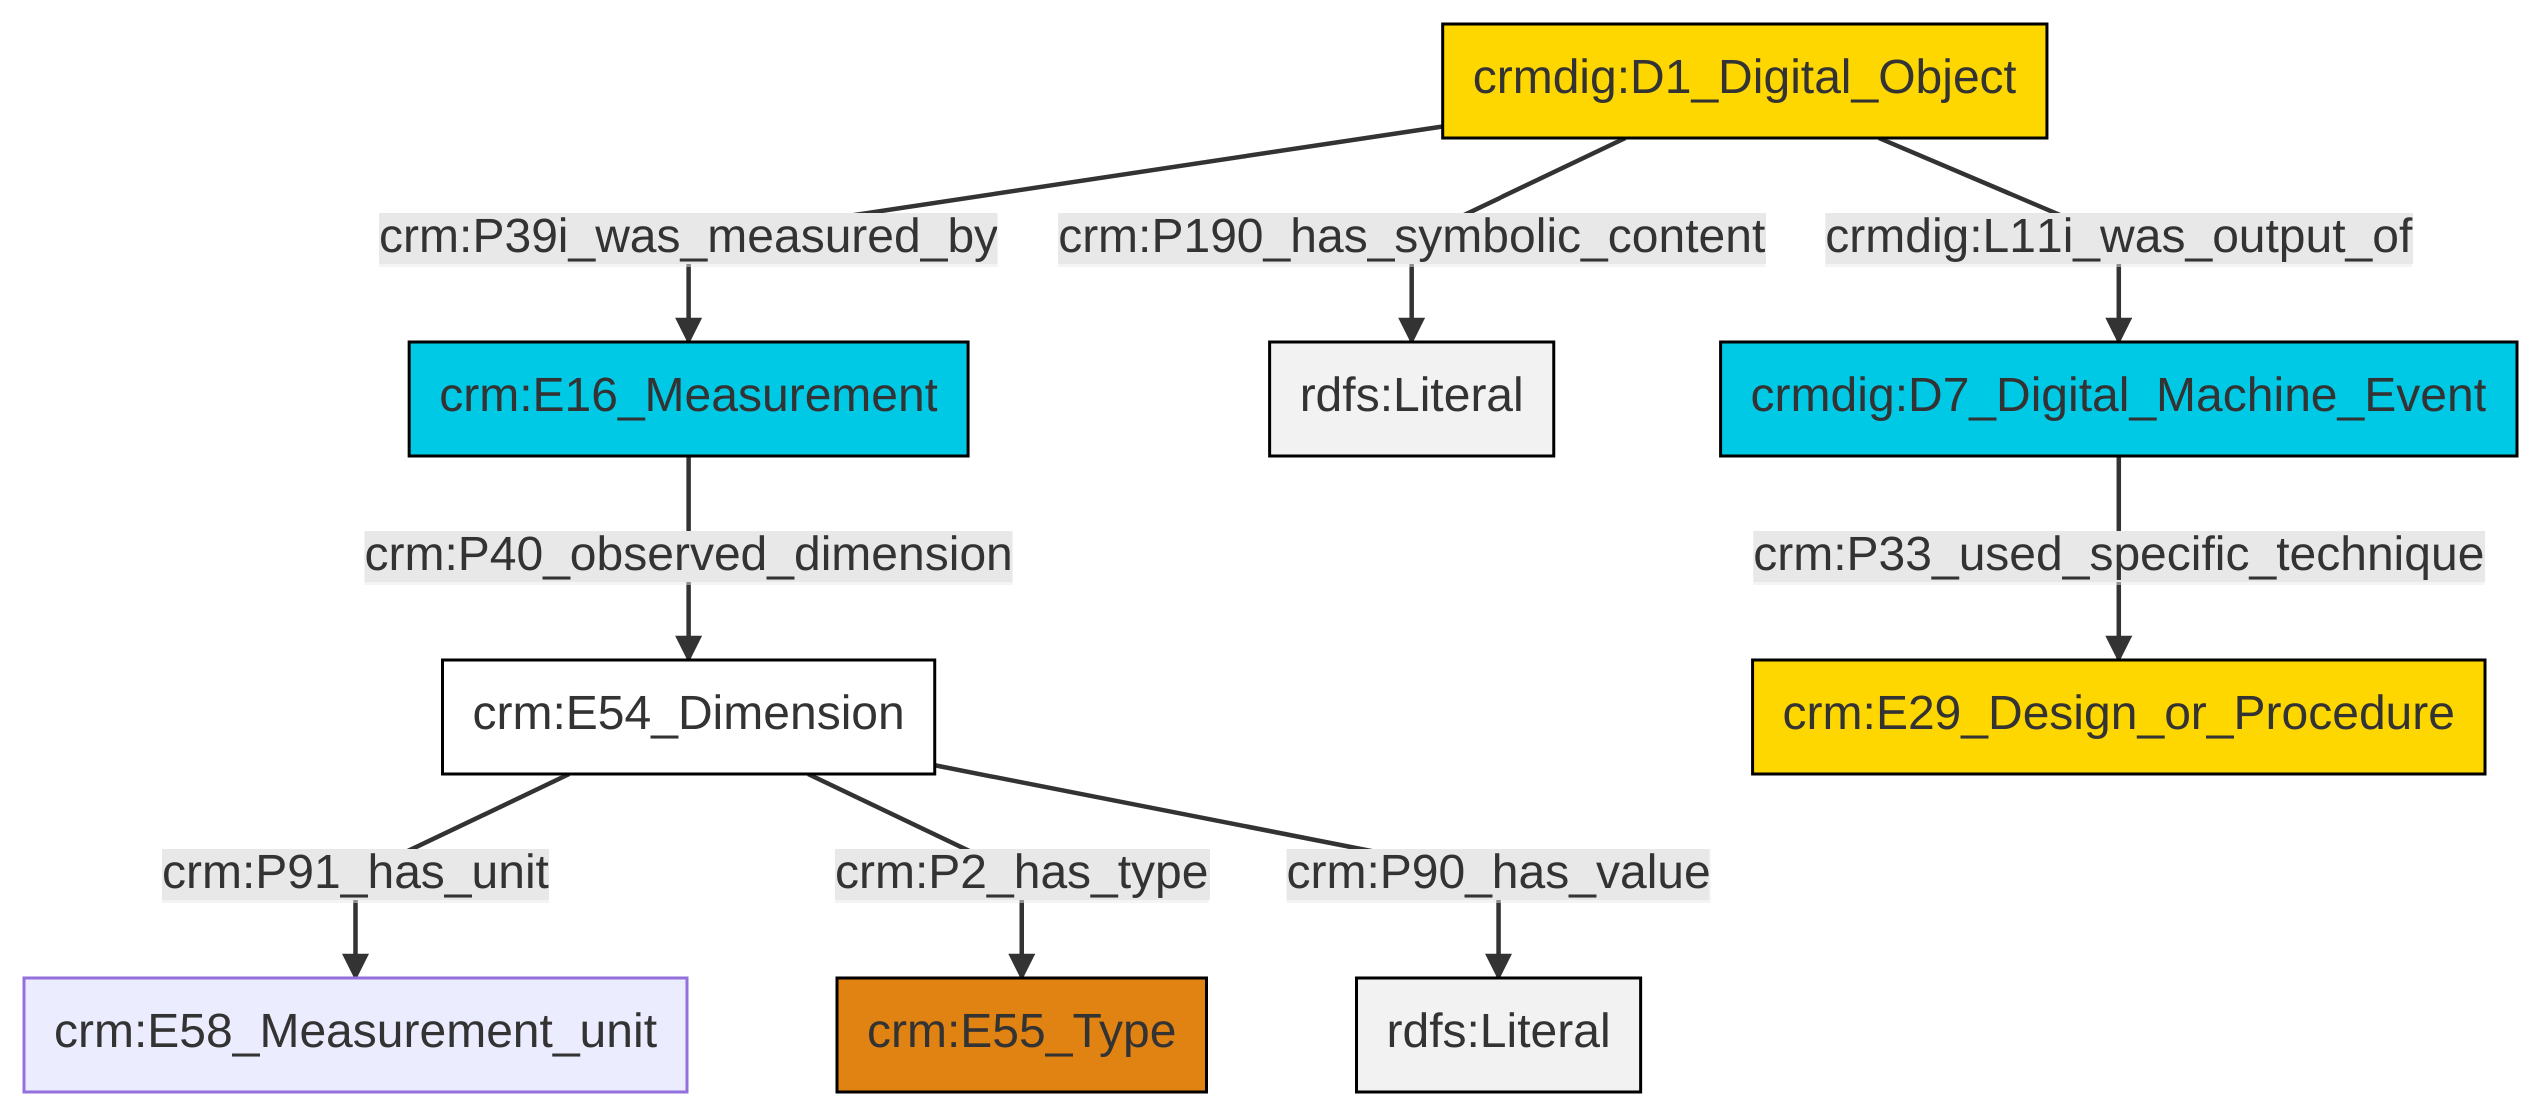 crmdig:D1_Digital_Object
crm:P39i_was_measured_by
crm:P190_has_symbolic_content
crmdig:L11i_was_output_of
crm:E16_Measurement
rdfs:Literal
crmdig:D7_Digital_Machine_Event
crm:P40_observed_dimension
crm:P33_used_specific_technique
crm:E54_Dimension
crm:E29_Design_or_Procedure
crm:P91_has_unit
crm:P2_has_type
crm:P90_has_value
crm:E58_Measurement_unit
crm:E55_Type
rdfs:Literal